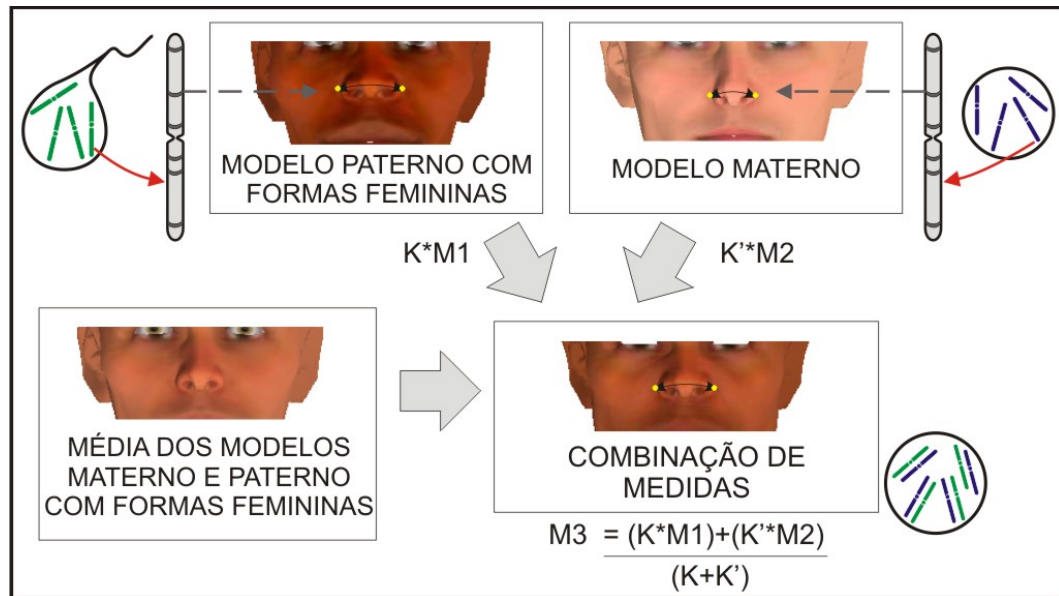 MODELO PATERNO COM
FORMAS FEMININAS
MODELO MATERNO
K*M1
K'*M2
MÉDIA DOS MODELOS
MATERNO E PATERNO
COM FORMAS FEMININAS
COMBINAÇÃO DE
MEDIDAS
M3 = (K*M1)+(K'*M2)
(K+K')